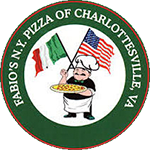 FABIO'S N.Y. PIZZA OF CHARLOTTESVILLE, VA